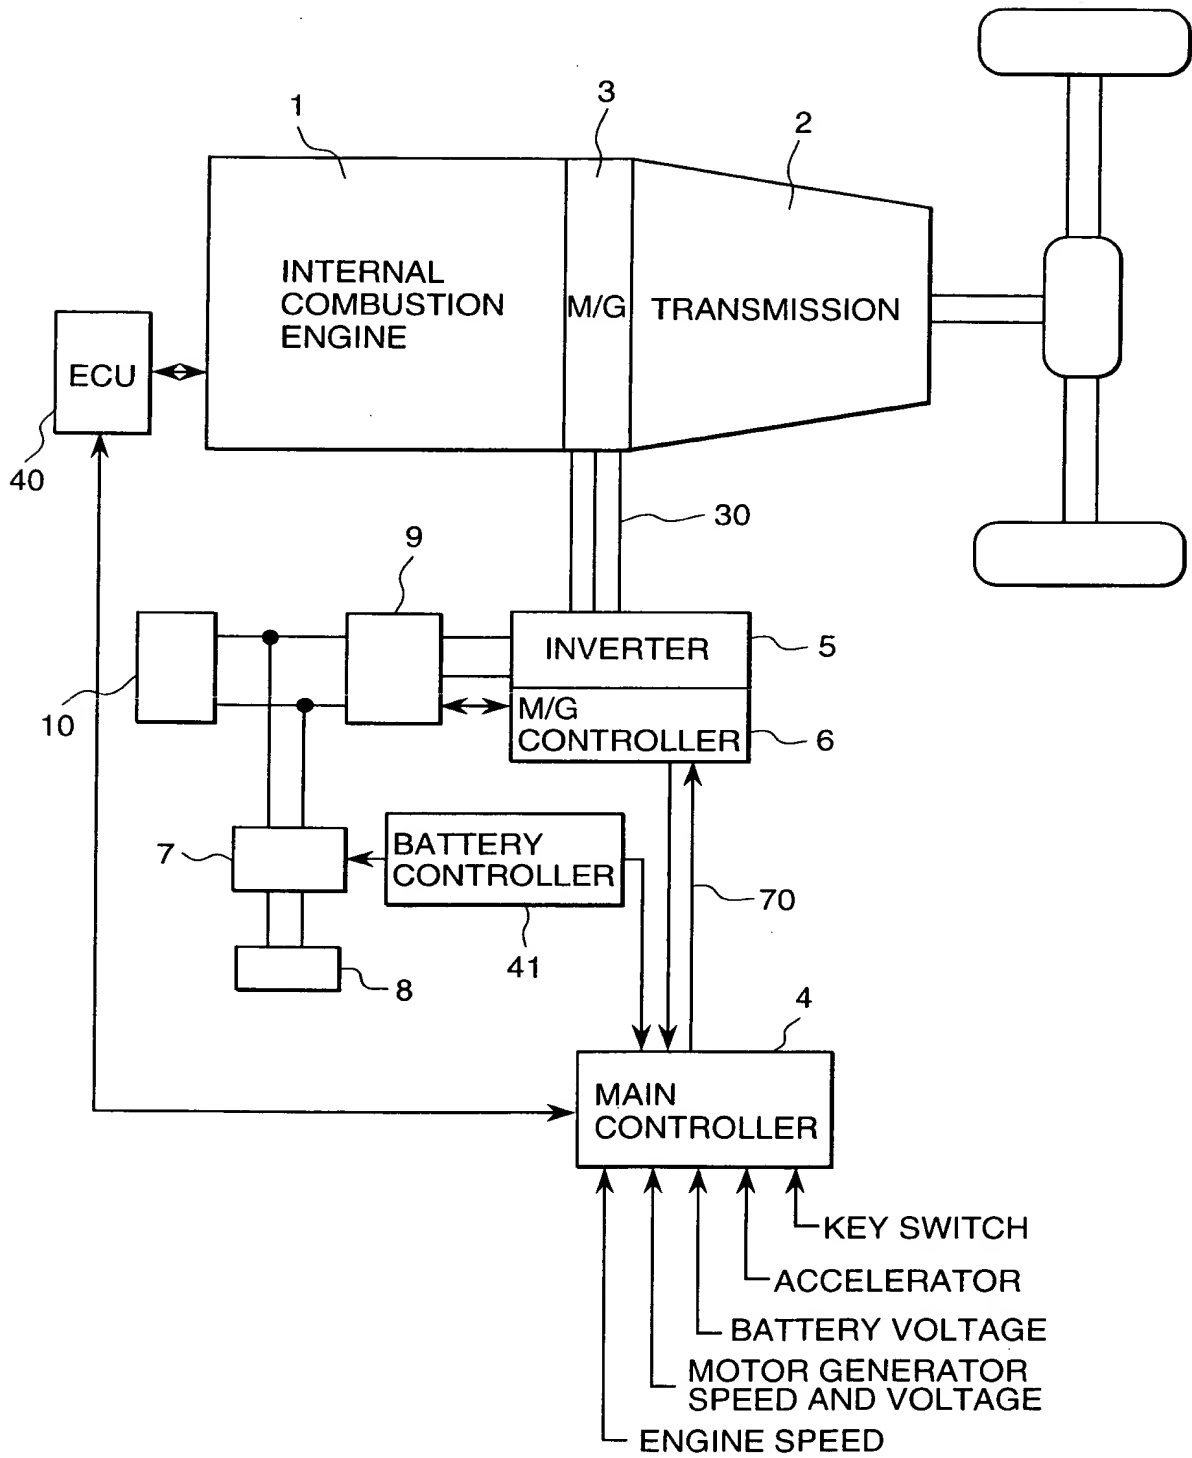 1
3
2
INTERNAL
COMBUSTION
ENGINE
M/G
TRANSMISSION
ECU
40
30
9
INVERTER
5
10
M/G
CONTROLLER
6
7
BATTERY
CONTROLLER
70
41
8
4
MAIN
CONTROLLER
KEY SWITCH
ACCELERATOR
BATTERY VOLTAGE
MOTOR GENERATOR
SPEED AND VOLTAGE
ENGINE SPEED